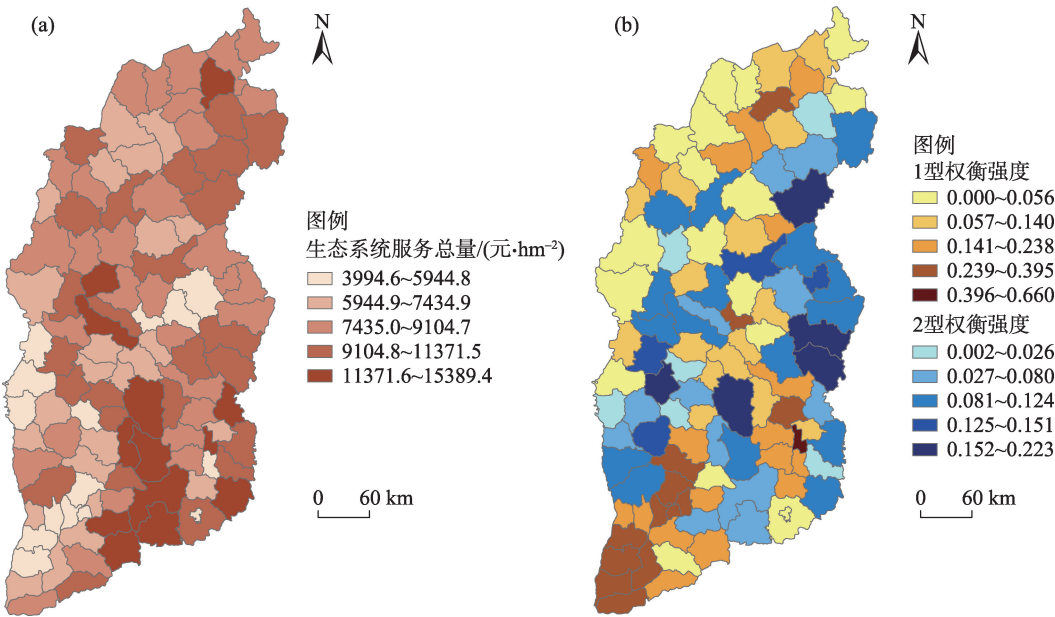 (a)
N
图例
生态系统服务总量/(元·hm⁻²)
3994.6~5944.8
5944.9~7434.9
7435.0~9104.7
9104.8~11371.5
11371.6~15389.4
0 60 km
(b)
N
图例
1型权衡强度
0.000~0.056
0.057~0.140
0.141~0.238
0.239~0.395
0.396~0.660
2型权衡强度
0.002~0.026
0.027~0.080
0.081~0.124
0.125~0.151
0.152~0.223
0 60 km